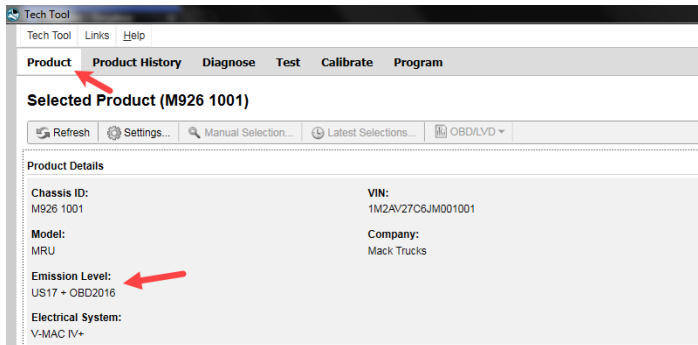 Tech Tool
Tech Tool Links Help
Product Product History Diagnose Test Calibrate Program
Selected Product (M926 1001)
Refresh Settings... Manual Selection... Latest Selections... OBD/LVD
Product Details
Chassis ID: VIN:
M926 1001 1M2AV27C6JM001001
Model: Company:
MRU Mack Trucks
Emission Level:
US17 + OBD2016
Electrical System:
V-MAC IV+